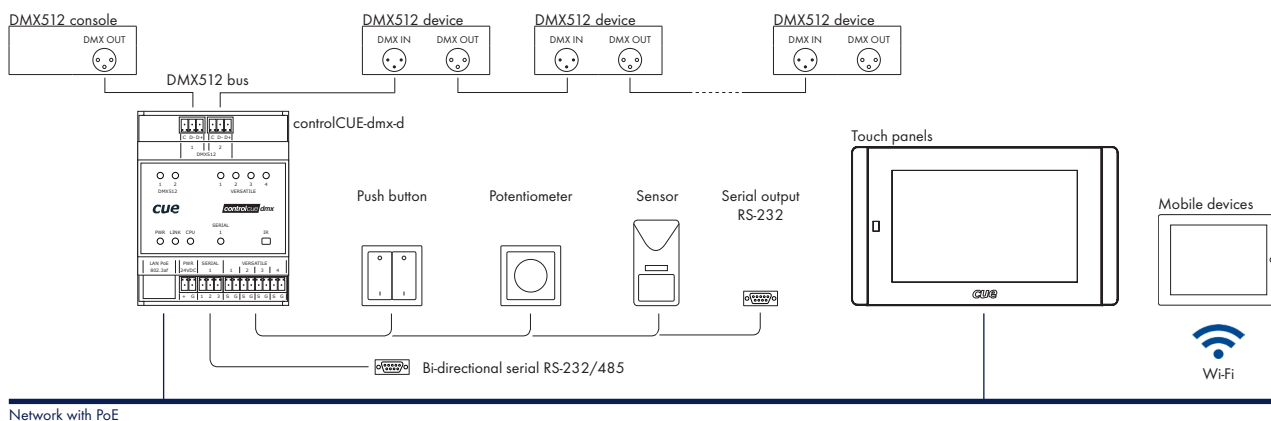 DMX512 console
DMX OUT
DMX512 device
DMX IN DMX OUT
DMX512 device
DMX IN DMX OUT
DMX512 device
DMX IN DMX OUT
DMX512 bus
controlCUE-dmx-d
C D- D+ C D- D+
1 2
DMX512
1 2
DMX512
1 2 3 4
VERSATILE
cue
controlcue dmx
PWR LINK CPU
SERIAL
1
IR
LAN PoE
802.3af
PWR
24VDC
SERIAL
1
VERSATILE
1 2 3 4
+ G 1 2 3 S G S G S G S G
Push button
Potentiometer
Sensor
Serial output
RS-232
Bi-directional serial RS-232/485
Touch panels
cue
Mobile devices
Wi-Fi
Network with PoE